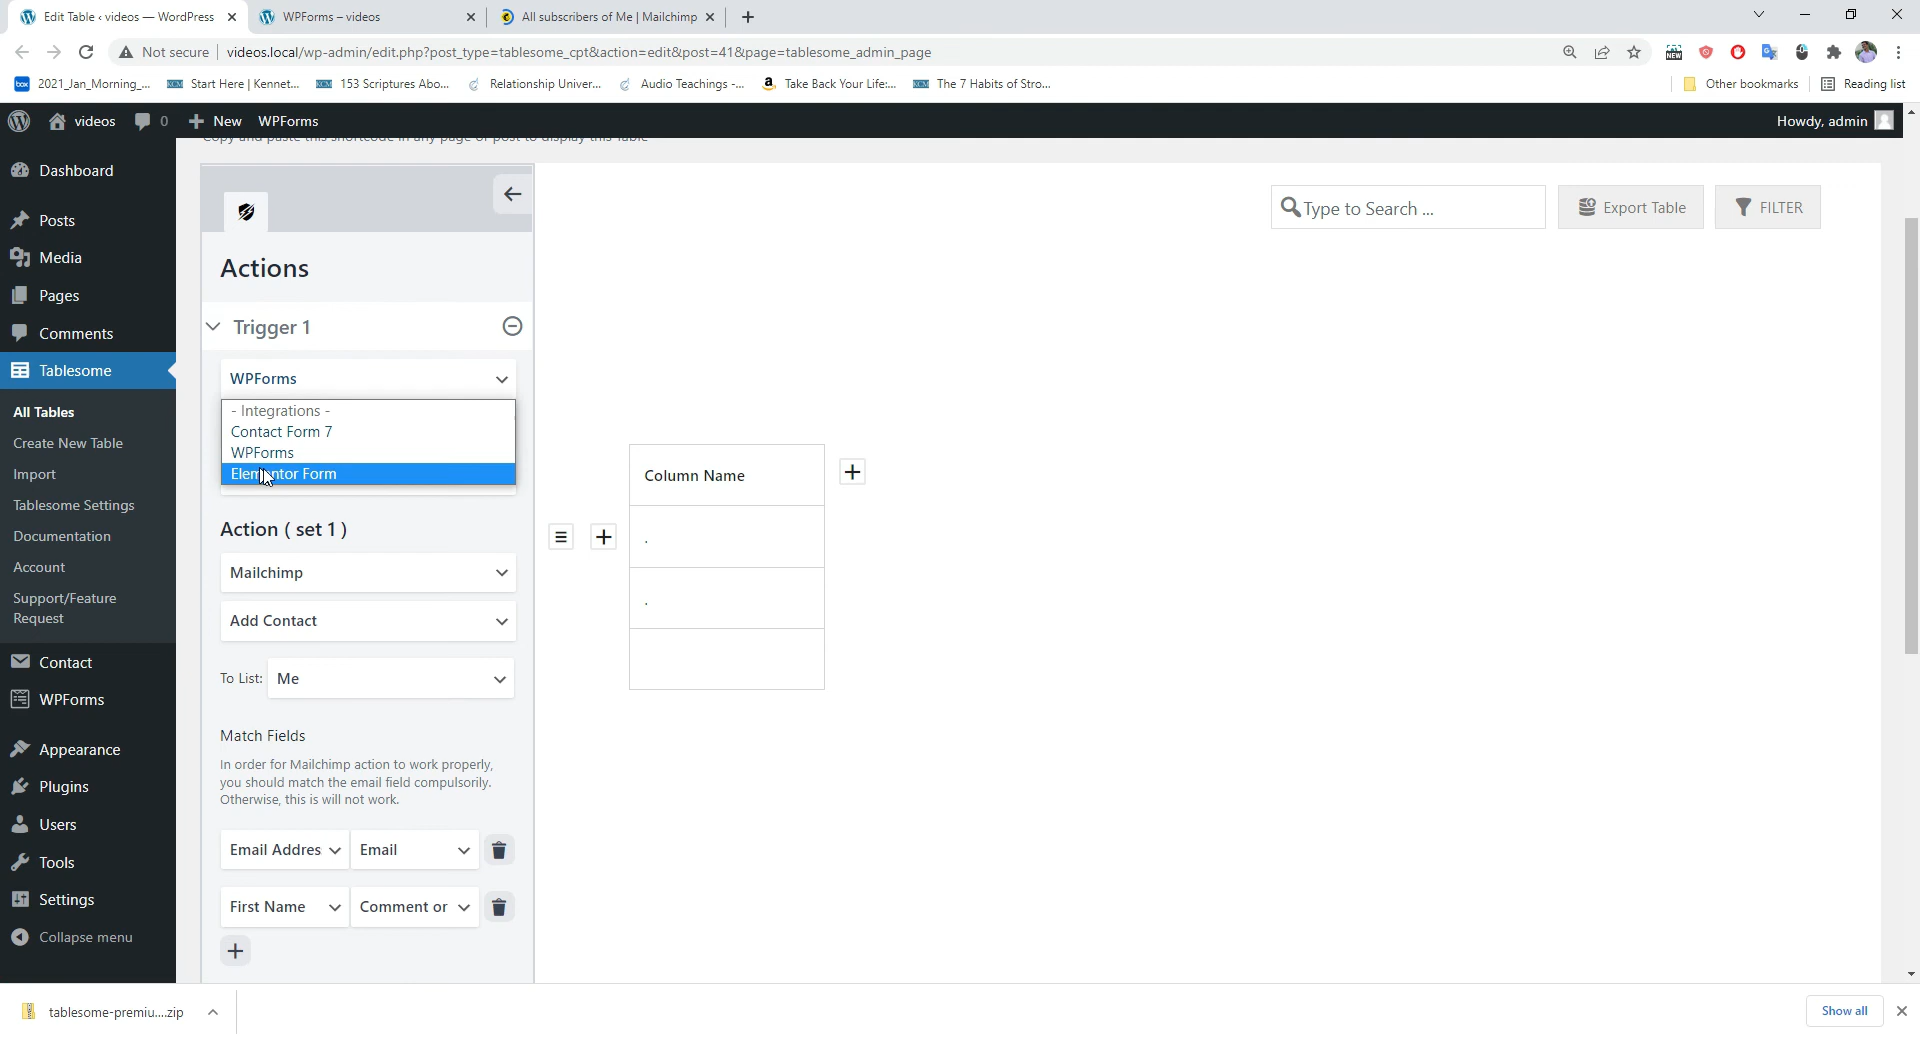 Edit Table ‹ videos — WordPress
WPForms – videos
All subscribers of Me | Mailchimp
Not secure
videos.local/wp-admin/edit.php?post_type=tablesome_cpt&action=edit&post=41&page=tablesome_admin_page
box 2021_Jan_Morning_...
KCM Start Here | Kennet...
KCM 153 Scriptures Abo...
Relationship Univer...
Audio Teachings -...
Take Back Your Life:...
KCM The 7 Habits of Stro...
Other bookmarks
Reading list
videos
0
New
WPForms
Howdy, admin
Copy and paste this shortcode in any page or post to display this Table
Dashboard
Posts
Media
Pages
Comments
Tablesome
All Tables
Create New Table
Import
Tablesome Settings
Documentation
Account
Support/Feature
Request
Contact
WPForms
Appearance
Plugins
Users
Tools
Settings
Collapse menu
Actions
Trigger 1
WPForms
- Integrations -
Contact Form 7
WPForms
Elementor Form
Action ( set 1 )
Mailchimp
Add Contact
To List: Me
Match Fields
In order for Mailchimp action to work properly,
you should match the email field compulsorily.
Otherwise, this is will not work.
Email Addres
Email
First Name
Comment or
Type to Search ...
Export Table
FILTER
Column Name
.
.
tablesome-premiu....zip
Show all